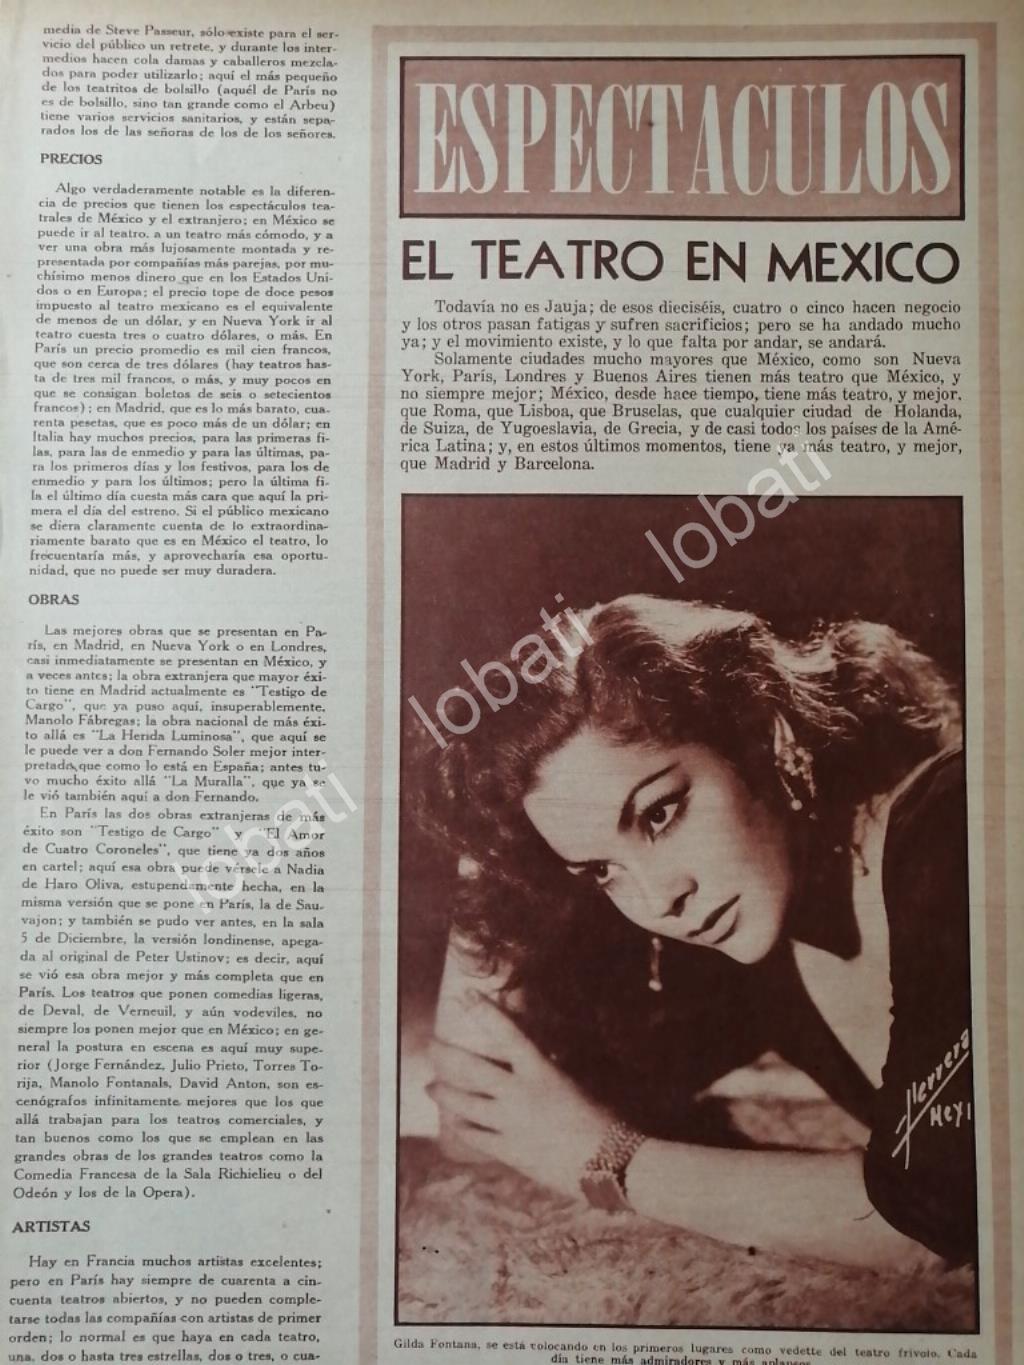 media de Steve Passeur, sólo existe para el ser-
vicio del público un retrete, y durante los inter-
medios hacen cola damas y caballeros mezcla-
dos para poder utilizarlo; aquí el más pequeño
de los teatritos de bolsillo (aquél de París no
es de bolsillo, sino tan grande como el Arbeu)
tiene varios servicios sanitarios, y están sepa-
rados los de las señoras de los de los señores.
PRECIOS
Algo verdaderamente notable es la diferen-
cia de precios que tienen los espectáculos tea-
trales de México y el extranjero; en México se
puede ir al teatro, a un teatro más cómodo, y a
ver una obra más lujosamente montada y re-
presentada por compañías más parejas, por mu-
chísimo menos dinero que en los Estados Uni-
dos o en Europa; el precio tope de doce pesos
impuesto al teatro mexicano es el equivalente
de menos de un dólar, y en Nueva York ir al
teatro cuesta tres o cuatro dólares, o más. En
París un precio promedio es mil cien francos,
que son cerca de tres dólares (hay teatros has-
ta de tres mil francos, o más, y muy pocos en
que se consigan boletos de seis o setecientos
francos); en Madrid, que es lo más barato, cua-
renta pesetas, que es poco más de un dólar; en
Italia hay muchos precios, para las primeras fi-
las, para las de enmedio y para las últimas, pa-
ra los primeros días y los festivos, para los de
enmedio y para los últimos; pero la última fi-
la el último día cuesta más cara que aquí la pri-
mera el día del estreno. Si el público mexicano
se diera claramente cuenta de lo extraordina-
riamente barato que es en México el teatro, lo
frecuentaría más, y aprovecharía esa oportu-
nidad, que no puede ser muy duradera.
OBRAS
Las mejores obras que se presentan en Pa-
rís, en Madrid, en Nueva York o en Londres,
casi inmediatamente se presentan en México, y
a veces antes; la obra extranjera que mayor éxi-
to tiene en Madrid actualmente es "Testigo de
Cargo", que ya puso aquí, insuperablemente,
Manolo Fábregas; la obra nacional de más éxi-
to allá es "La Herida Luminosa", que aquí se
le puede ver a don Fernando Soler mejor inter-
pretada que como lo está en España; antes tu-
vo mucho éxito allá "La Muralla", que ya se
le vió también aquí a don Fernando.
En París las dos obras extranjeras de más
éxito son "Testigo de Cargo" y "El Amor
de Cuatro Coroneles", que tiene ya dos años
en cartel; aquí esa obra puede vérsele a Nadia
de Haro Oliva, estupendamente hecha, en la
misma versión que se pone en París, la de Sau-
vajon; y también se pudo ver antes, en la sala
5 de Diciembre, la versión londinense, apega-
da al original de Peter Ustinov; es decir, aquí
se vió esa obra mejor y más completa que en
París. Los teatros que ponen comedias ligeras,
de Deval, de Verneuil, y aún vodeviles, no
siempre los ponen mejor que en México; en ge-
neral la postura en escena es aquí muy supe-
rior (Jorge Fernández, Julio Prieto, Torres To-
rija, Manolo Fontanals, David Anton, son es-
cenógrafos infinitamente mejores que los que
allá trabajan para los teatros comerciales, y
tan buenos como los que se emplean en las
grandes obras de los grandes teatros como la
Comedia Francesa de la Sala Richielieu o del
Odeón y los de la Opera).
ARTISTAS
Hay en Francia muchos artistas excelentes;
pero en París hay siempre de cuarenta a cin-
cuenta teatros abiertos, y no pueden comple-
tarse todas las compañías con artistas de primer
orden; lo normal es que haya en cada teatro,
una, dos o hasta tres estrellas, dos o tres, o cua-
ESPECTACULOS
EL TEATRO EN MEXICO
Todavía no es Jauja; de esos dieciséis, cuatro o cinco hacen negocio
y los otros pasan fatigas y sufren sacrificios; pero se ha andado mucho
ya; y el movimiento existe, y lo que falta por andar, se andará.
Solamente ciudades mucho mayores que México, como son Nueva
York, París, Londres y Buenos Aires tienen más teatro que México, y
no siempre mejor; México, desde hace tiempo, tiene más teatro, y mejor,
que Roma, que Lisboa, que Bruselas, que cualquier ciudad de Holanda,
de Suiza, de Yugoeslavia, de Grecia, y de casi todos los países de la Amé-
rica Latina; y, en estos últimos momentos, tiene ya más teatro, y mejor,
que Madrid y Barcelona.
Herrera
Mexi
Gilda Fontana, se está colocando en los primeros lugares como vedette del teatro frívolo. Cada
día tiene más admiradores y más aplausos
lobati
lobati
lobati